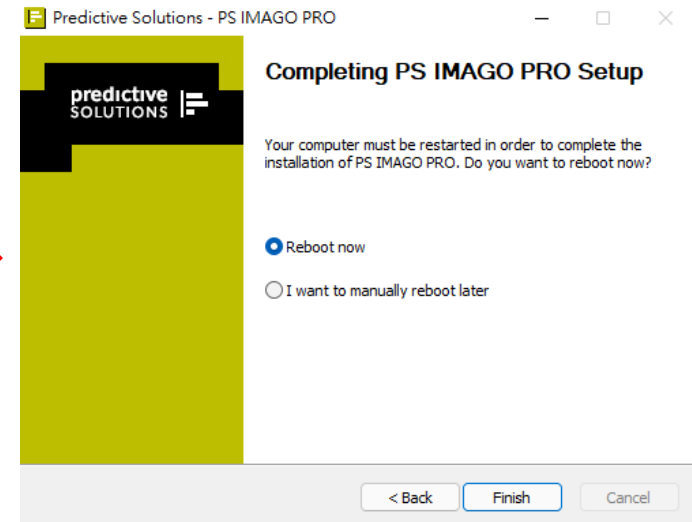 Predictive Solutions - PS IMAGO PRO
predictive
SOLUTIONS
Completing PS IMAGO PRO Setup
Your computer must be restarted in order to complete the
installation of PS IMAGO PRO. Do you want to reboot now?
Reboot now
I want to manually reboot later
< Back
Finish
Cancel